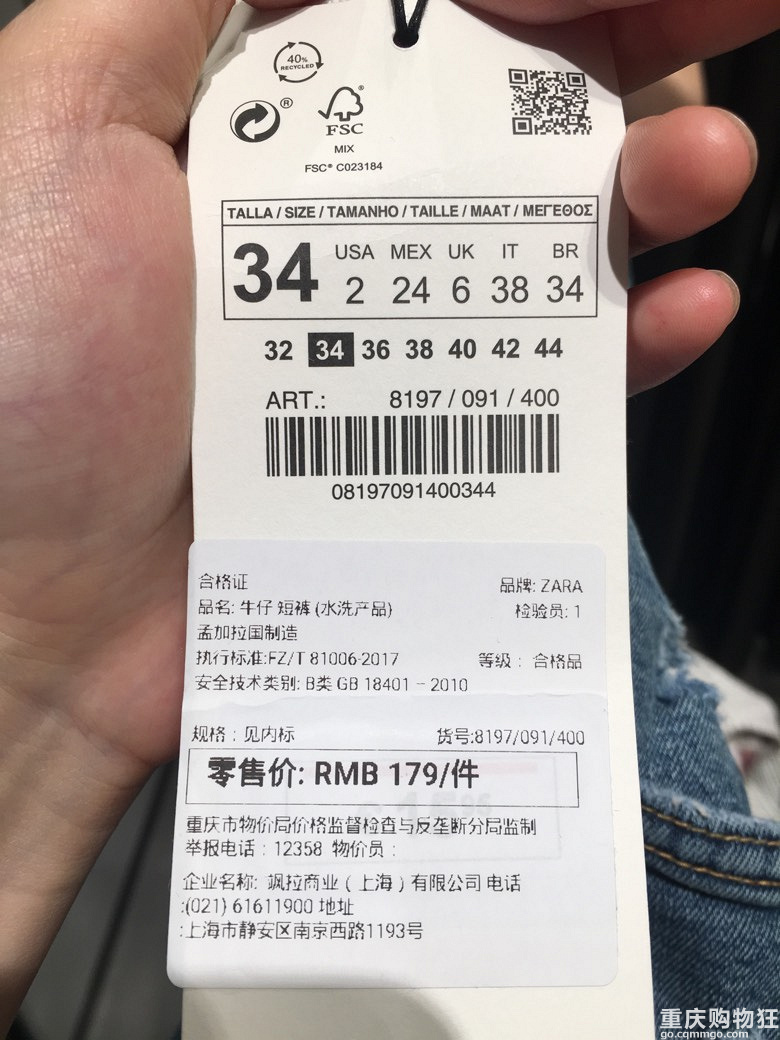 40%
RECYCLED
®
FSC®
MIX
FSC® C023184
TALLA / SIZE / TAMANHO / TAILLE / MAAT / ΜΕΓΕΘΟΣ
34
USA MEX UK IT BR
2 24 6 38 34
32 34 36 38 40 42 44
ART.: 8197 / 091 / 400
08197091400344
合格证 品牌: ZARA
品名: 牛仔 短裤 (水洗产品) 检验员: 1
孟加拉国制造
执行标准:FZ/T 81006-2017 等级： 合格品
安全技术类别: B类 GB 18401 - 2010
规格：见内标 货号:8197/091/400
零售价: RMB 179/件
重庆市物价局价格监督检查与反垄断分局监制
举报电话：12358 物价员：
企业名称: 飒拉商业（上海）有限公司 电话
:(021) 61611900 地址
:上海市静安区南京西路1193号
重庆购物狂
go.cqmmgo.com